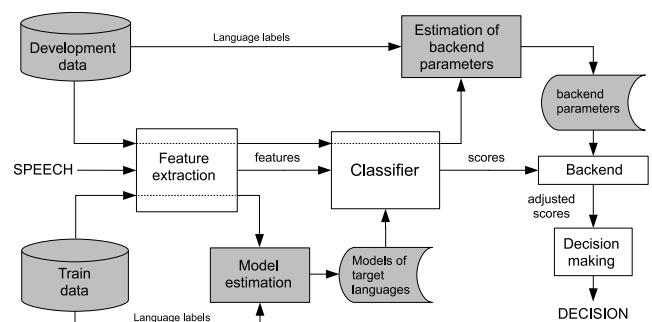 Development
data
Language labels
Estimation of
backend
parameters
backend
parameters
SPEECH
Feature
extraction
features
Classifier
scores
Backend
adjusted
scores
Train
data
Model
estimation
Models of
target
languages
Decision
making
Language labels
DECISION